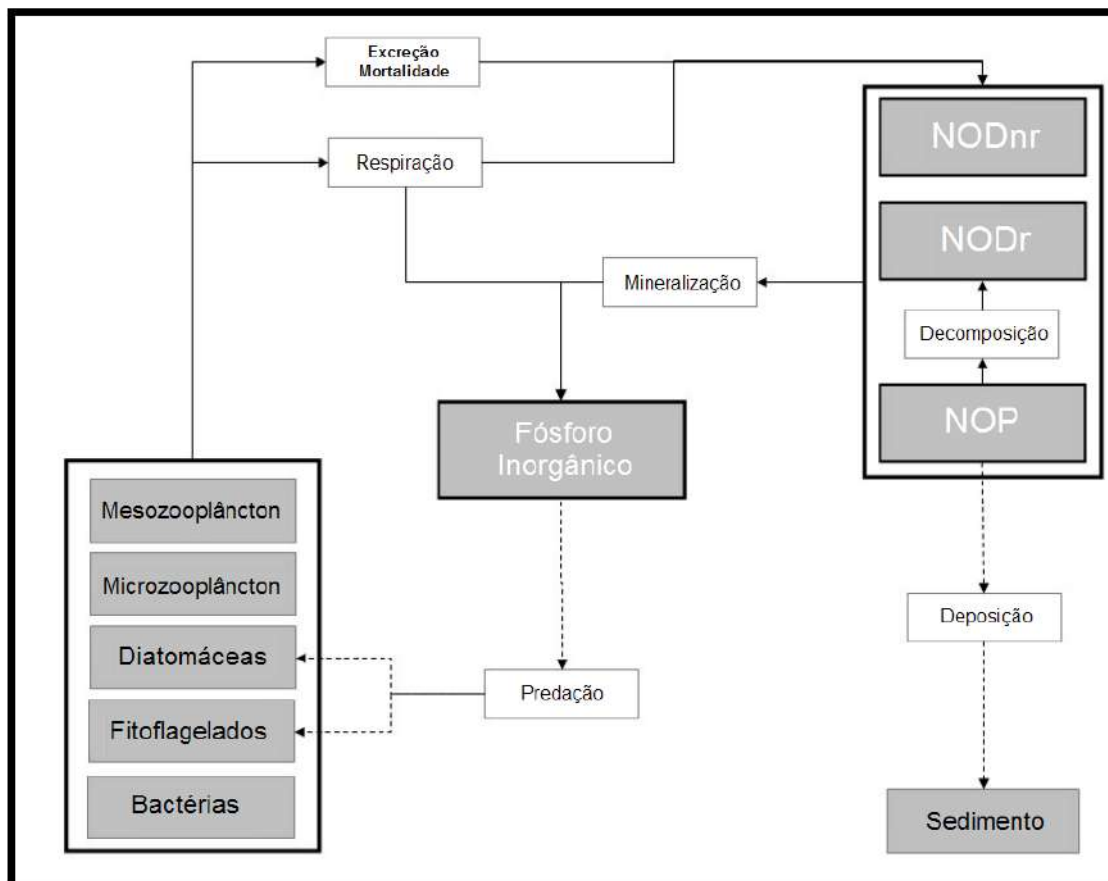 Excreção
Mortalidade
NODnr
Respiração
NODr
Mineralização
Decomposição
NOP
Fósforo
Inorgânico
Mesozooplâncton
Microzooplâncton
Deposição
Diatomáceas
Predação
Fitoflagelados
Bactérias
Sedimento